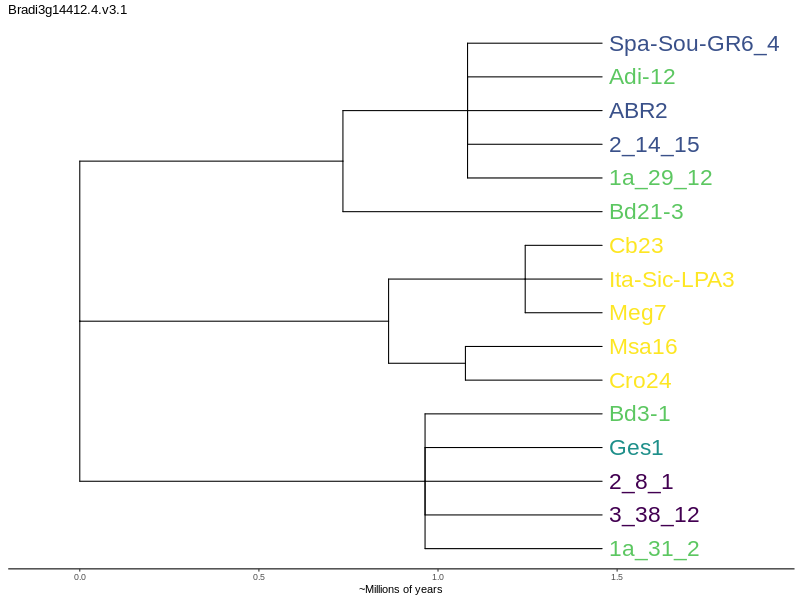 Bradi3g14412.4.v3.1
Spa-Sou-GR6_4
Adi-12
ABR2
2_14_15
1a_29_12
Bd21-3
Cb23
Ita-Sic-LPA3
Meg7
Msa16
Cro24
Bd3-1
Ges1
2_8_1
3_38_12
1a_31_2
0.0 0.5 1.0 1.5
~Millions of years